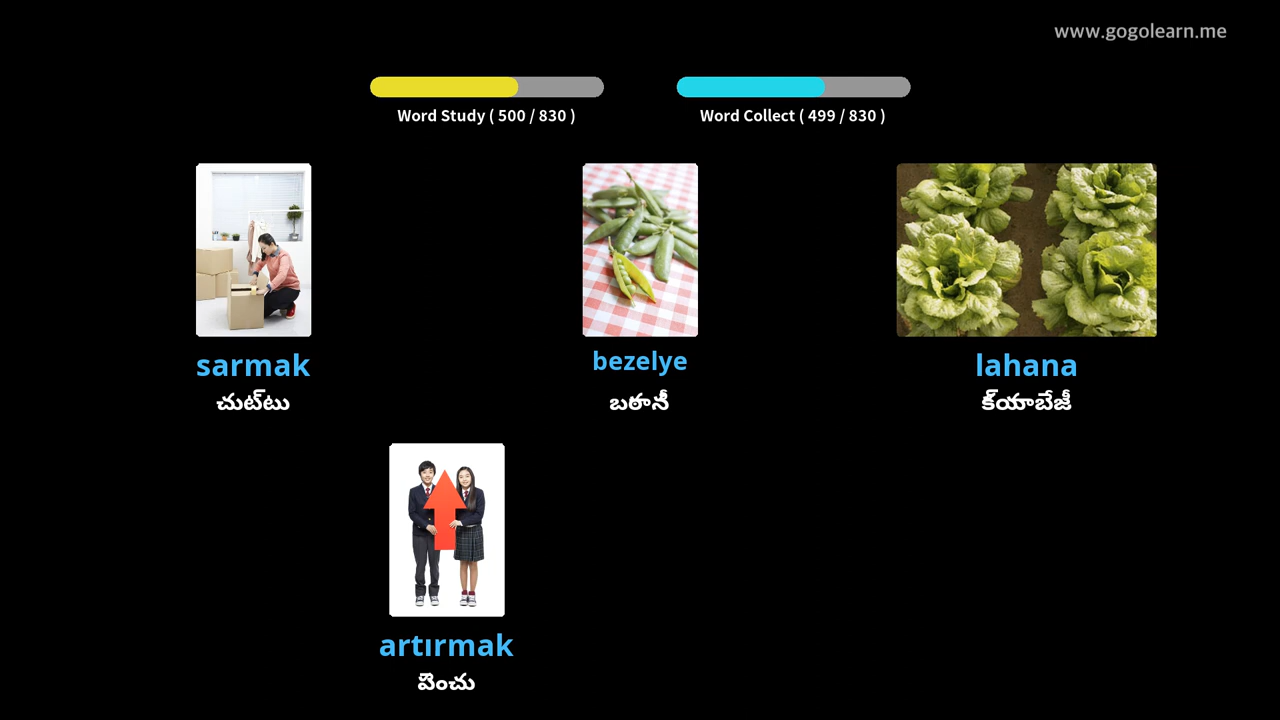 www.gogolearn.me
Word Study ( 500 / 830 )
Word Collect ( 499 / 830 )
sarmak
చుట్టు
bezelye
బఠానీ
lahana
క్యాబేజీ
artırmak
పెంచు